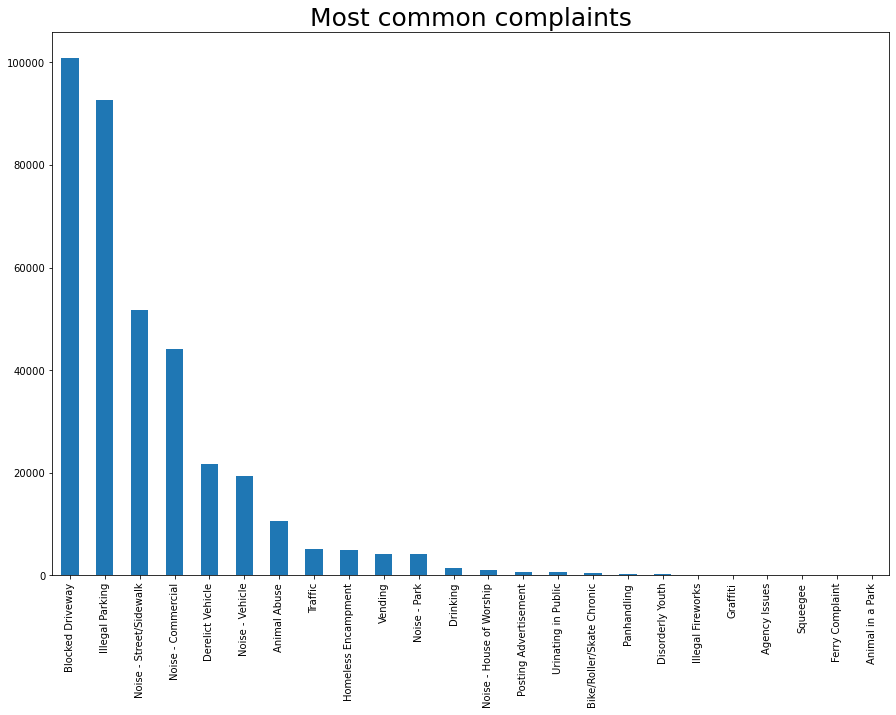 Most common complaints
100000
80000
60000
40000
20000
0
Blocked Driveway
Illegal Parking
Noise - Street/Sidewalk
Noise - Commercial
Derelict Vehicle
Noise - Vehicle
Animal Abuse
Traffic
Homeless Encampment
Vending
Noise - Park
Drinking
Noise - House of Worship
Posting Advertisement
Urinating in Public
Bike/Roller/Skate Chronic
Panhandling
Disorderly Youth
Illegal Fireworks
Graffiti
Agency Issues
Squeegee
Ferry Complaint
Animal in a Park